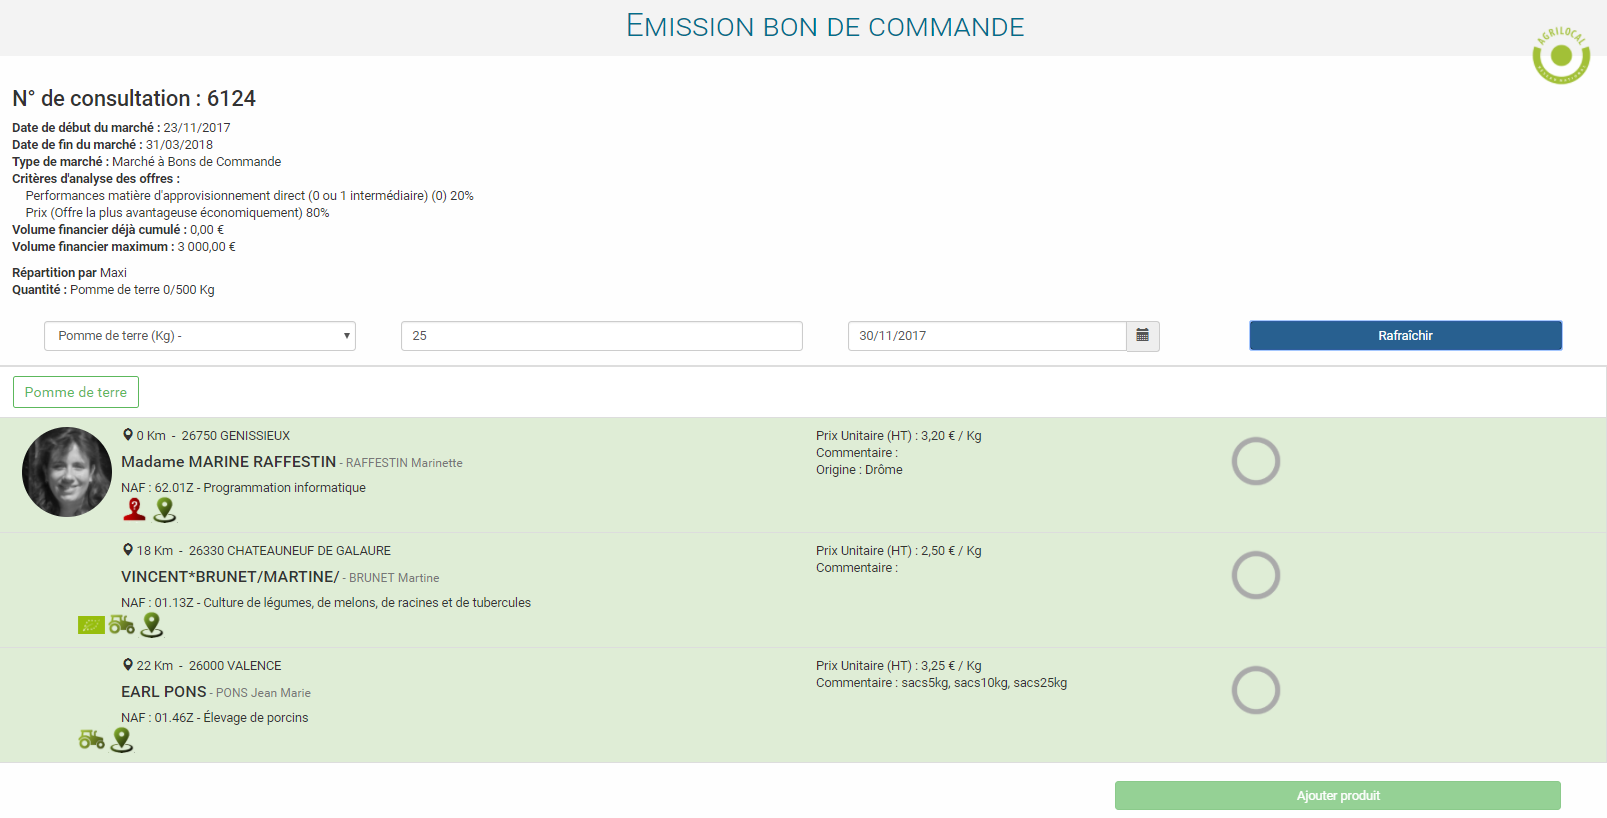 EMISSION BON DE COMMANDE
AGRILOCAL
N° de consultation : 6124
Date de début du marché : 23/11/2017
Date de fin du marché : 31/03/2018
Type de marché : Marché à Bons de Commande
Critères d'analyse des offres :
Performances matière d'approvisionnement direct (0 ou 1 intermédiaire) (0) 20%
Prix (Offre la plus avantageuse économiquement) 80%
Volume financier déjà cumulé : 0,00 €
Volume financier maximum : 3 000,00 €
Répartition par Maxi
Quantité : Pomme de terre 0/500 Kg
Pomme de terre (Kg) -
25
30/11/2017
Rafraîchir
Pomme de terre
0 Km - 26750 GENISSIEUX
Madame MARINE RAFFESTIN - RAFFESTIN Marinette
NAF : 62.01Z - Programmation informatique
Prix Unitaire (HT) : 3,20 € / Kg
Commentaire :
Origine : Drôme
18 Km - 26330 CHATEAUNEUF DE GALAURE
VINCENT*BRUNET/MARTINE/ - BRUNET Martine
NAF : 01.13Z - Culture de légumes, de melons, de racines et de tubercules
Prix Unitaire (HT) : 2,50 € / Kg
Commentaire :
22 Km - 26000 VALENCE
EARL PONS - PONS Jean Marie
NAF : 01.46Z - Élevage de porcins
Prix Unitaire (HT) : 3,25 € / Kg
Commentaire : sacs5kg, sacs10kg, sacs25kg
Ajouter produit